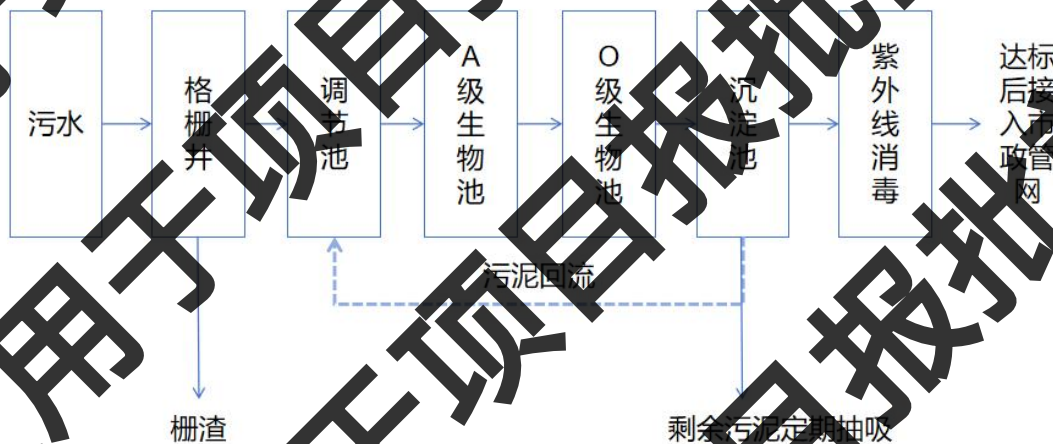 污水
格栅井
调节池
A级生物池
O级生物池
沉淀池
紫外线消毒
达标后接入市政管网
污泥回流
栅渣
剩余污泥定期抽吸
用于项目
用于项目报批
项目报批